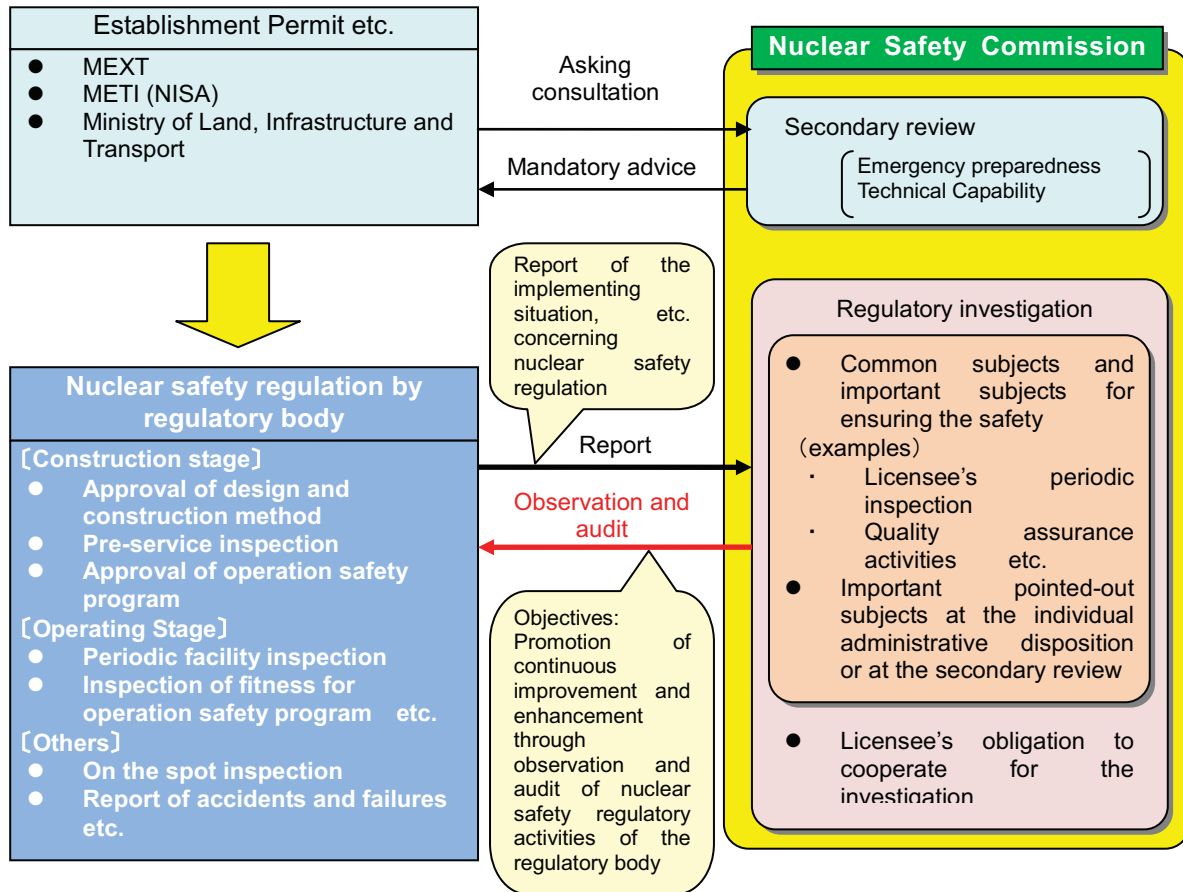 Establishment Permit etc.
● MEXT
● METI (NISA)
● Ministry of Land, Infrastructure and
Transport
Asking
consultation
Mandatory advice
Nuclear Safety Commission
Secondary review
Emergency preparedness
Technical Capability
Report of the
implementing
situation, etc.
concerning
nuclear safety
regulation
Nuclear safety regulation by
regulatory body
〔Construction stage〕
● Approval of design and
construction method
● Pre-service inspection
● Approval of operation safety
program
〔Operating Stage〕
● Periodic facility inspection
● Inspection of fitness for
operation safety program etc.
〔Others〕
● On the spot inspection
● Report of accidents and failures
etc.
Report
Observation and
audit
Objectives:
Promotion of
continuous
improvement and
enhancement
through
observation and
audit of nuclear
safety regulatory
activities of the
regulatory body
Regulatory investigation
● Common subjects and
important subjects for
ensuring the safety
(examples)
・ Licensee's periodic
inspection
・ Quality assurance
activities etc.
● Important pointed-out
subjects at the individual
administrative disposition
or at the secondary review
● Licensee's obligation to
cooperate for the
investigation